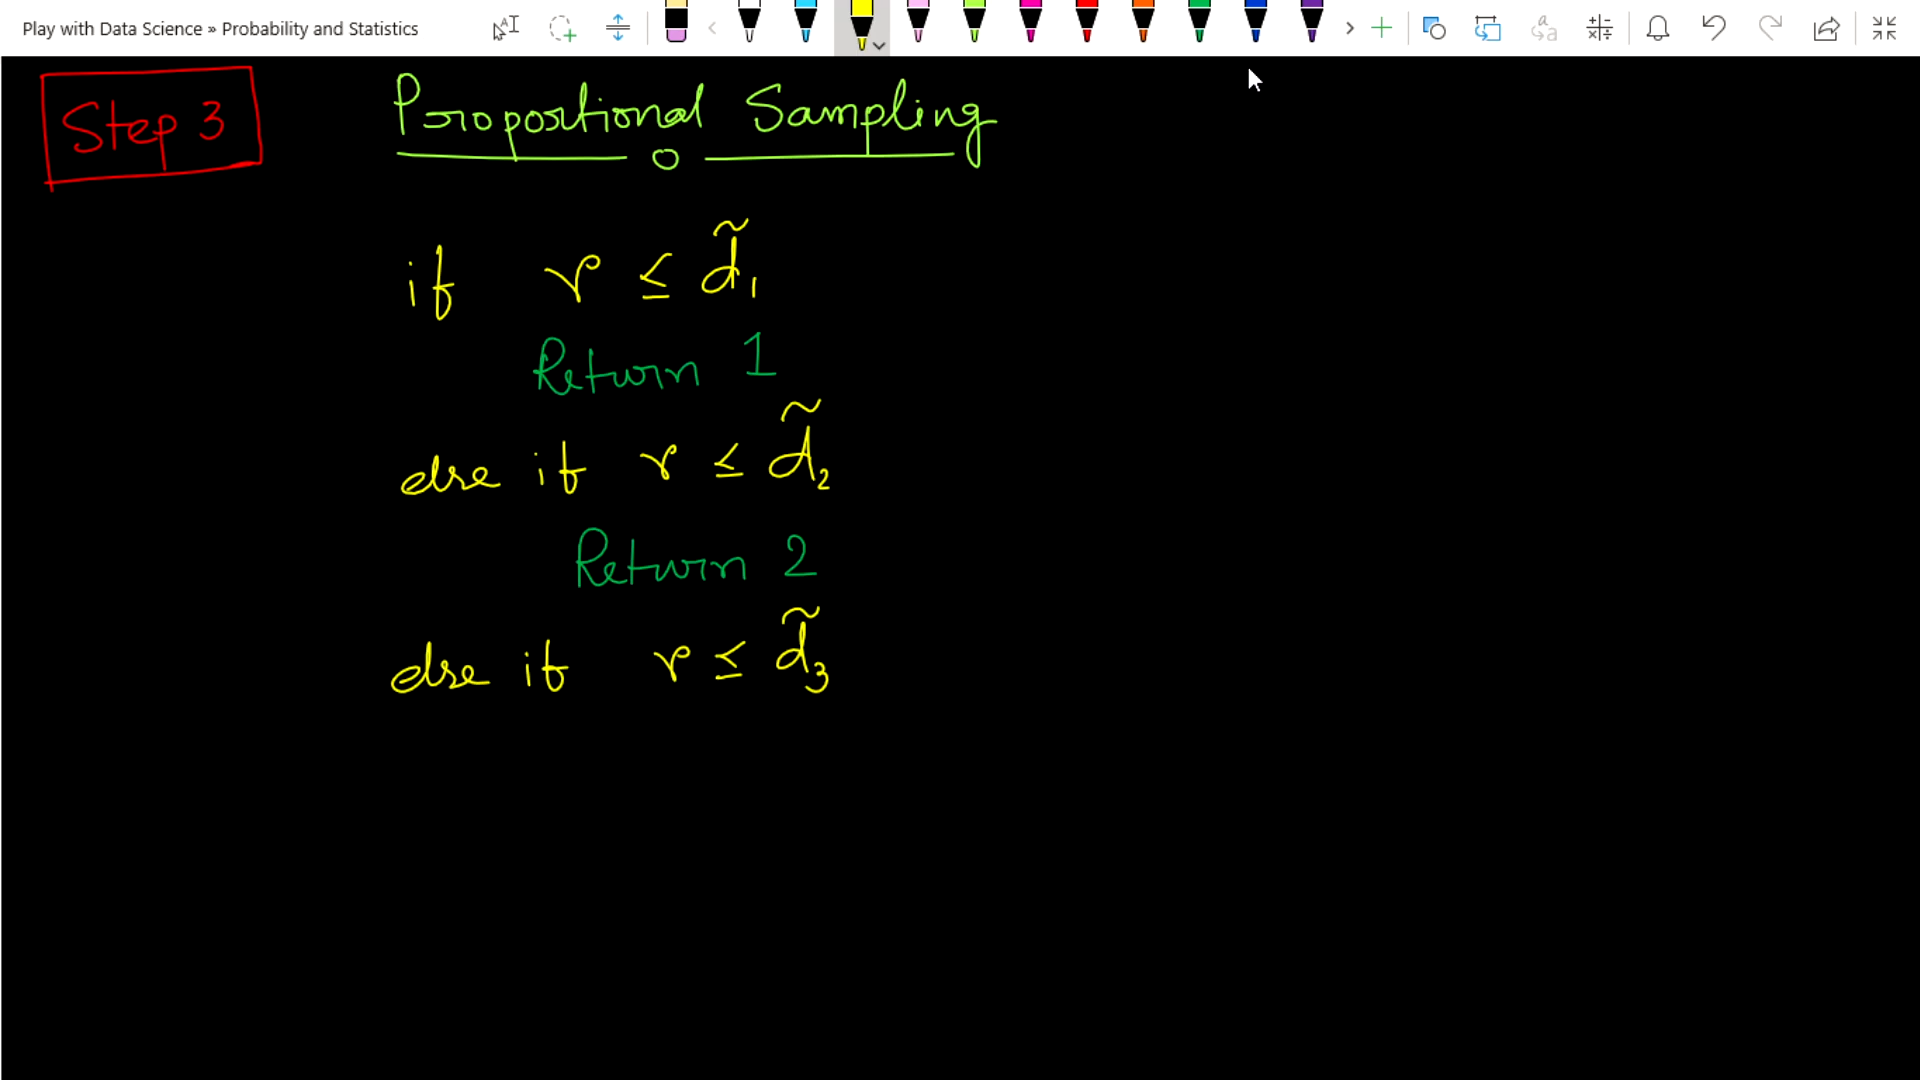 Play with Data Science » Probability and Statistics
Step 3
Proportional Sampling
if r ≤ d̃₁
Return 1
else if r ≤ d̃₂
Return 2
else if r ≤ d̃₃